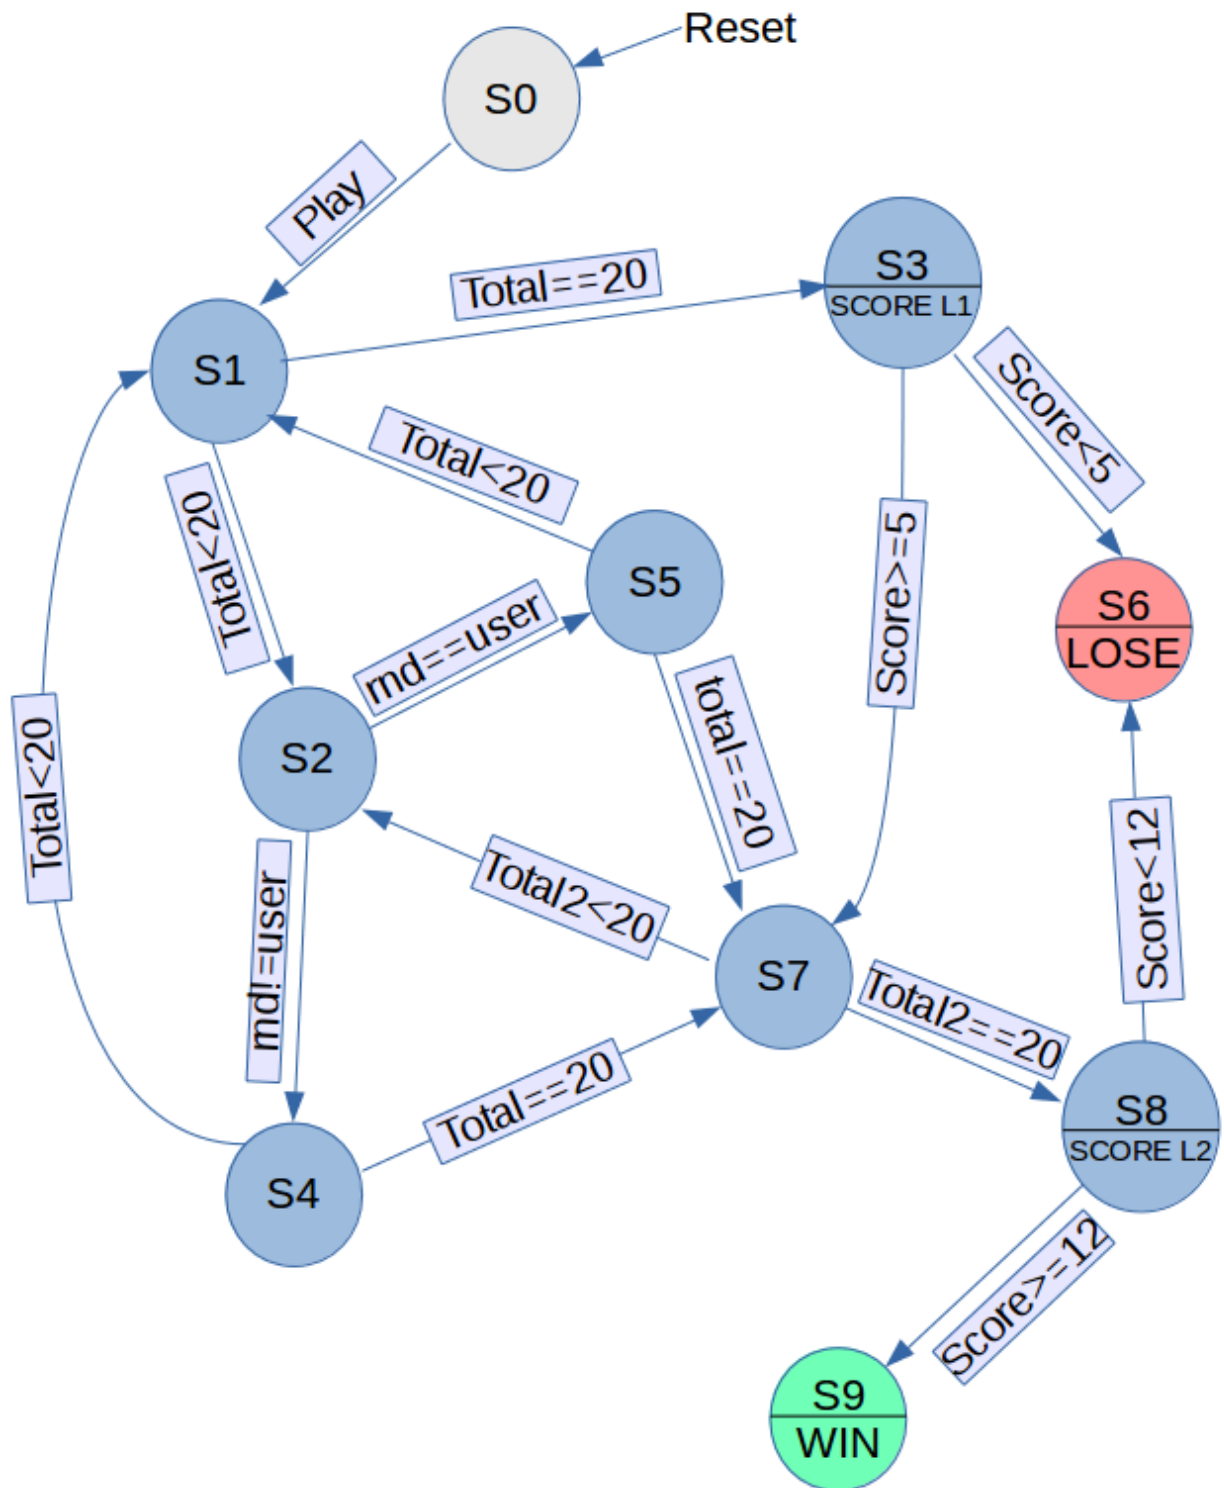 Reset
S0
Play
Total==20
S3
SCORE L1
S1
Score<5
Total<20
Total<20
Score>=5
S5
rnd==user
S6
LOSE
total==20
S2
Total<20
Total2<20
Score<12
rnd!=user
S7
Total2==20
Total==20
S8
SCORE L2
S4
Score>=12
S9
WIN